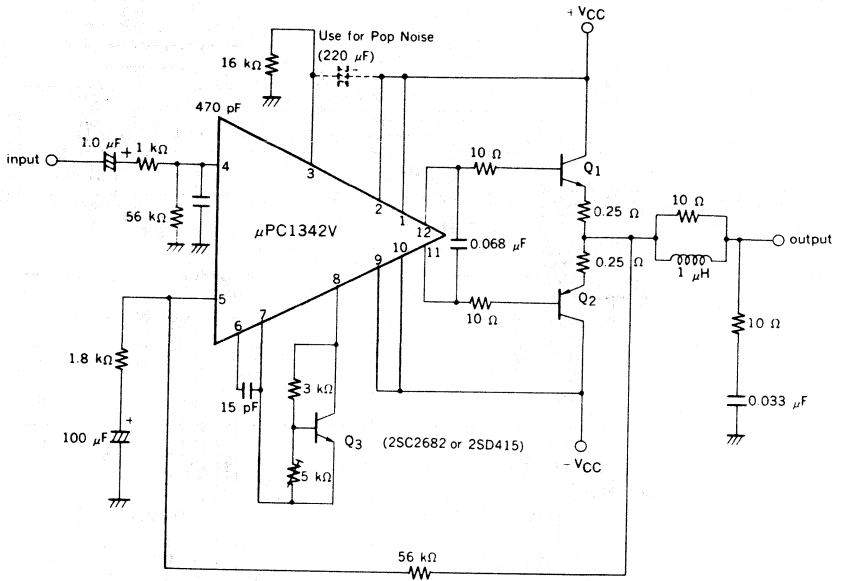 + VCC
Use for Pop Noise
(220 μF)
-
16 kΩ
470 pF
1.0 μF
+
1 kΩ
input
4
3
10 Ω
Q1
2
1
0.25 Ω
10 Ω
56 kΩ
μPC1342V
12
0.068 μF
output
10
11
9
0.25 Ω
1 μH
8
Q2
5
10 Ω
7
6
10 Ω
1.8 kΩ
3 kΩ
15 pF
0.033 μF
+
100 μF
Q3
(2SC2682 or 2SD415)
- VCC
5 kΩ
56 kΩ